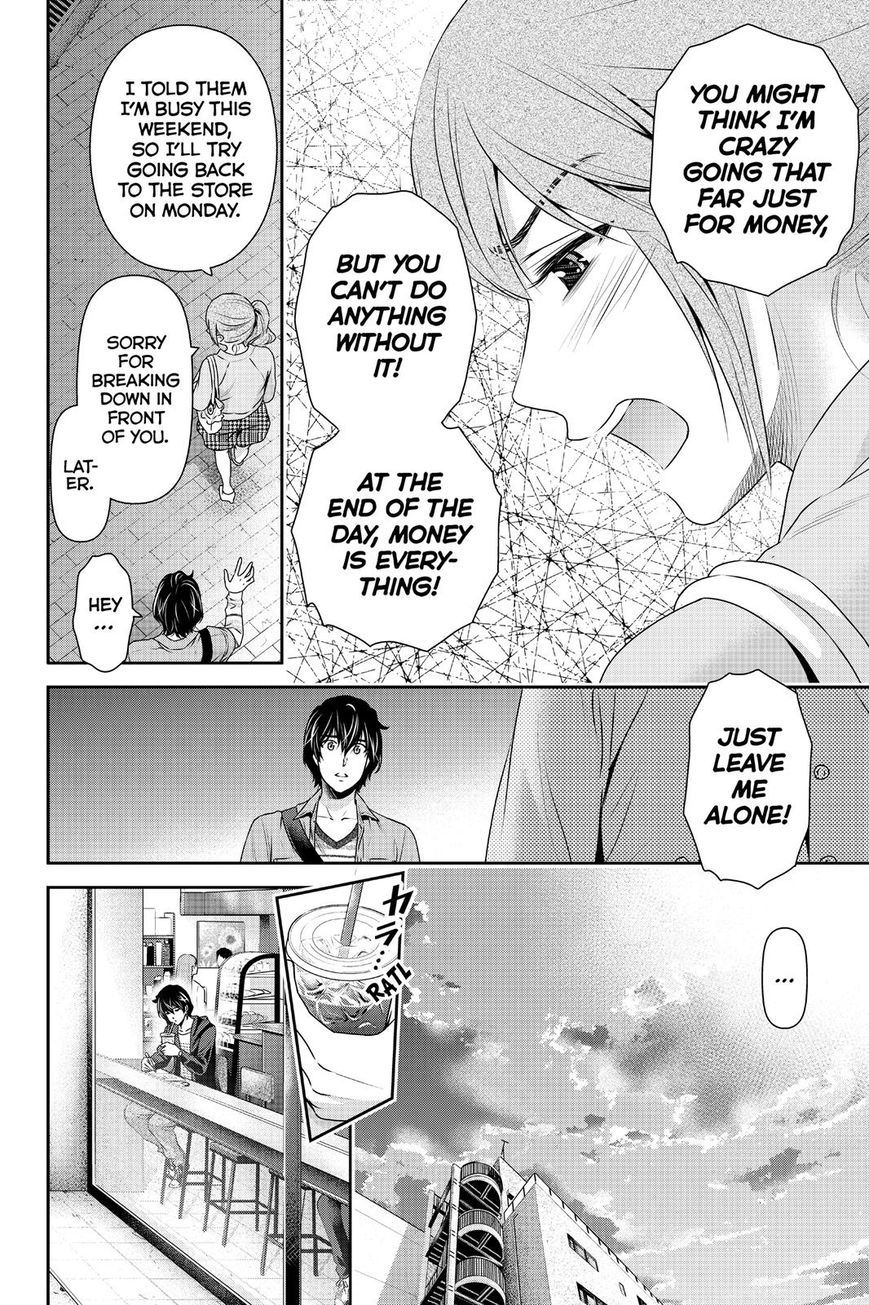 YOU MIGHT
THINK I'M
CRAZY
GOING THAT
FAR JUST
FOR MONEY,
BUT YOU
CAN'T DO
ANYTHING
WITHOUT
IT!
AT THE
END OF THE
DAY, MONEY
IS EVERY-
THING!
I TOLD THEM
I'M BUSY THIS
WEEKEND,
SO I'LL TRY
GOING BACK
TO THE STORE
ON MONDAY.
SORRY
FOR
BREAKING
DOWN IN
FRONT
OF YOU.
LAT-
ER.
HEY
...
JUST
LEAVE
ME
ALONE!
...
カラ…
RATL